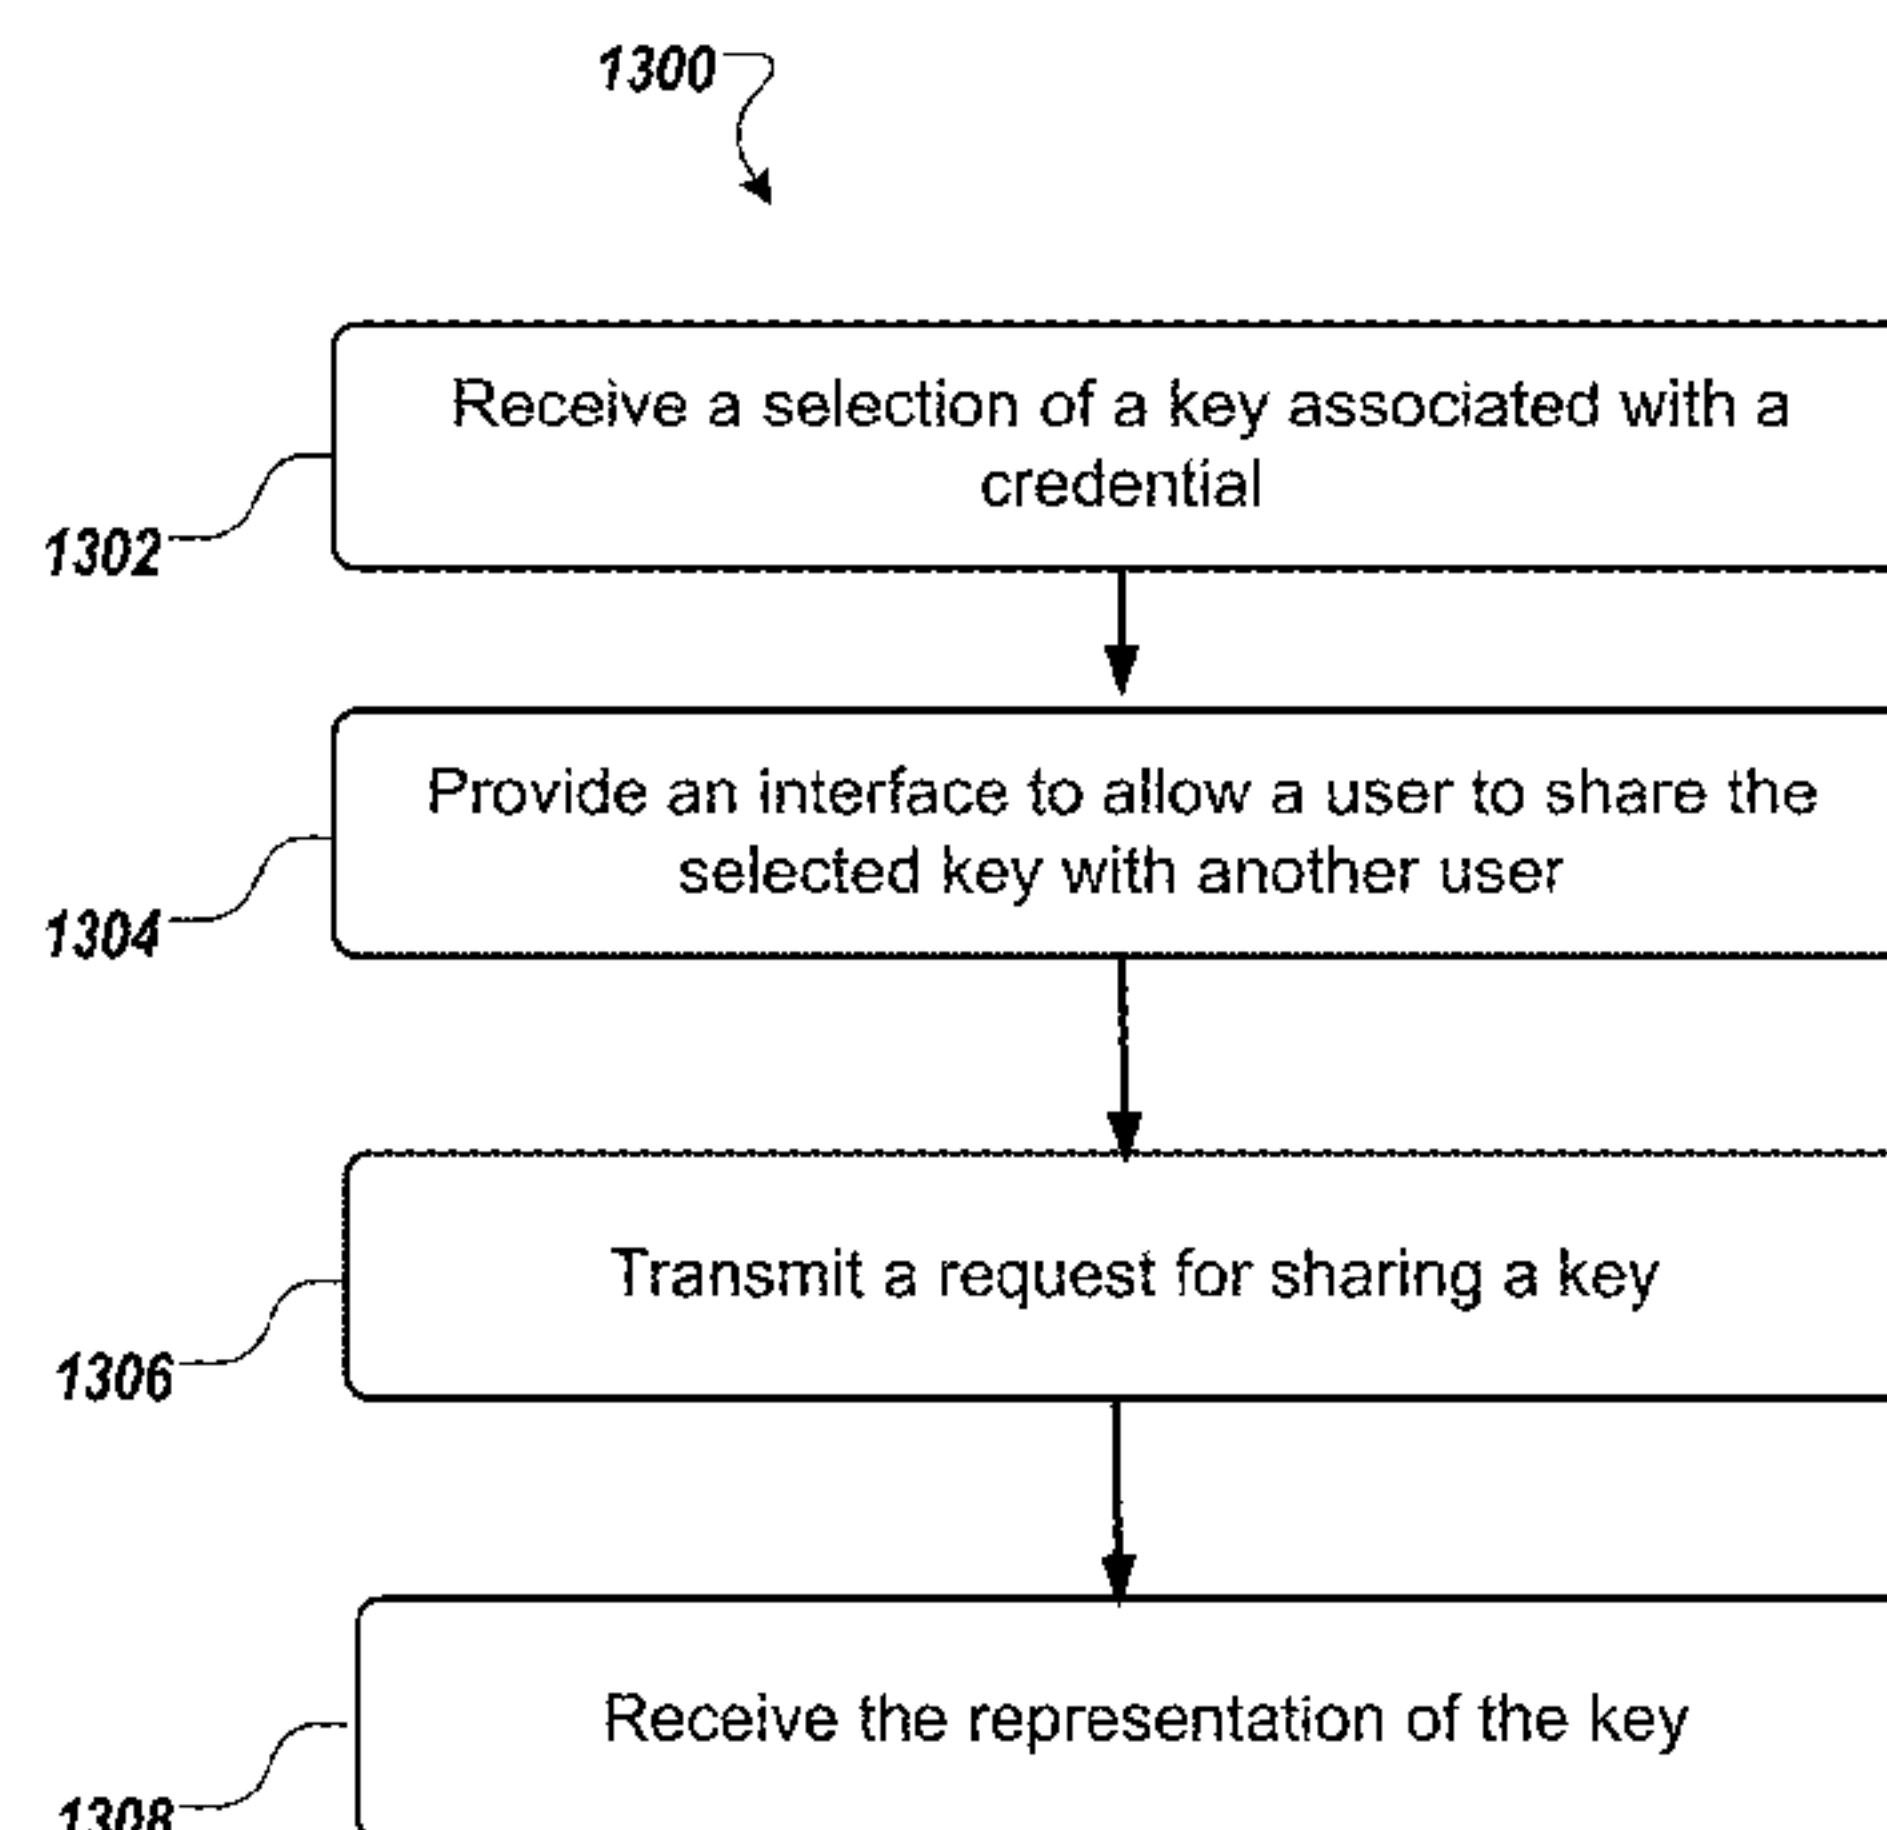 1300
Receive a selection of a key associated with a
credential
1302
Provide an interface to allow a user to share the
selected key with another user
1304
Transmit a request for sharing a key
1306
Receive the representation of the key
1308